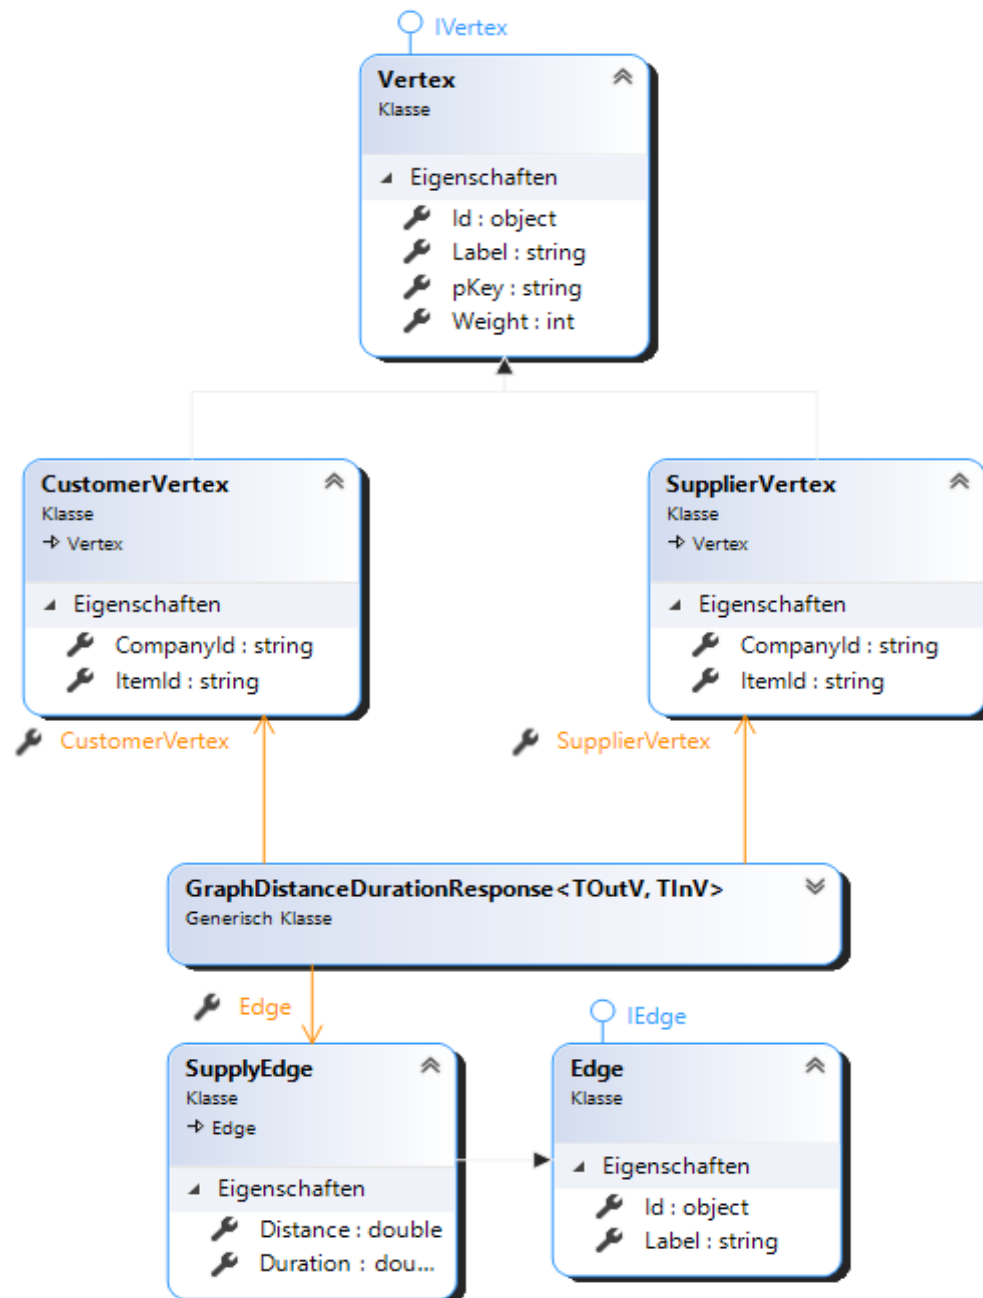 IVertex
Vertex
Klasse
Eigenschaften
Id : object
Label : string
pKey : string
Weight : int
CustomerVertex
Klasse
Vertex
Eigenschaften
CompanyId : string
ItemId : string
SupplierVertex
Klasse
Vertex
Eigenschaften
CompanyId : string
ItemId : string
CustomerVertex
SupplierVertex
GraphDistanceDurationResponse<TOutV, TInV>
Generisch Klasse
Edge
IEdge
SupplyEdge
Klasse
Edge
Eigenschaften
Distance : double
Duration : dou...
Edge
Klasse
Eigenschaften
Id : object
Label : string